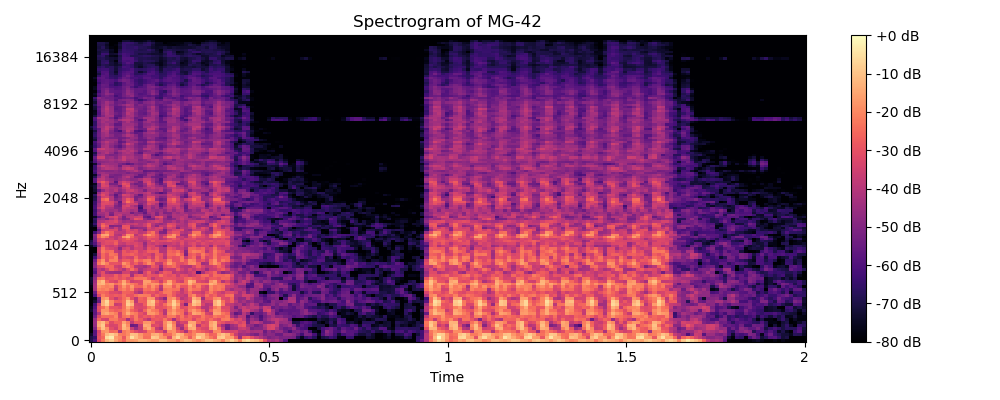 Spectrogram of MG-42
16384
8192
4096
2048
1024
512
0
Hz
0
0.5
1
1.5
2
Time
+0 dB
-10 dB
-20 dB
-30 dB
-40 dB
-50 dB
-60 dB
-70 dB
-80 dB